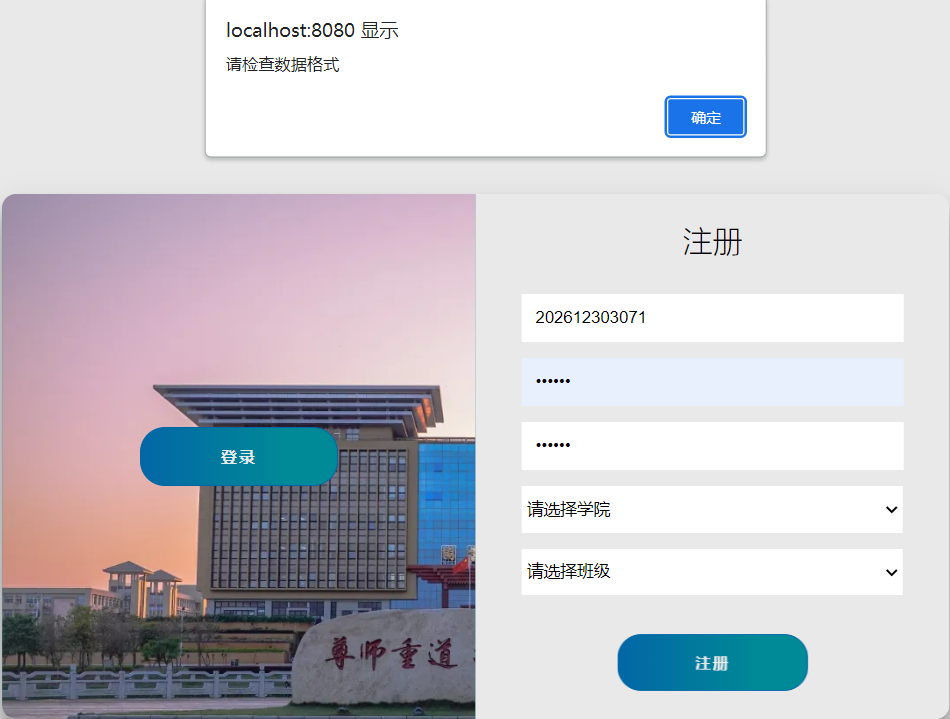 localhost:8080 显示
请检查数据格式
确定
注册
202612303071
••••••
••••••
登录
请选择学院
请选择班级
尊师重道
注册